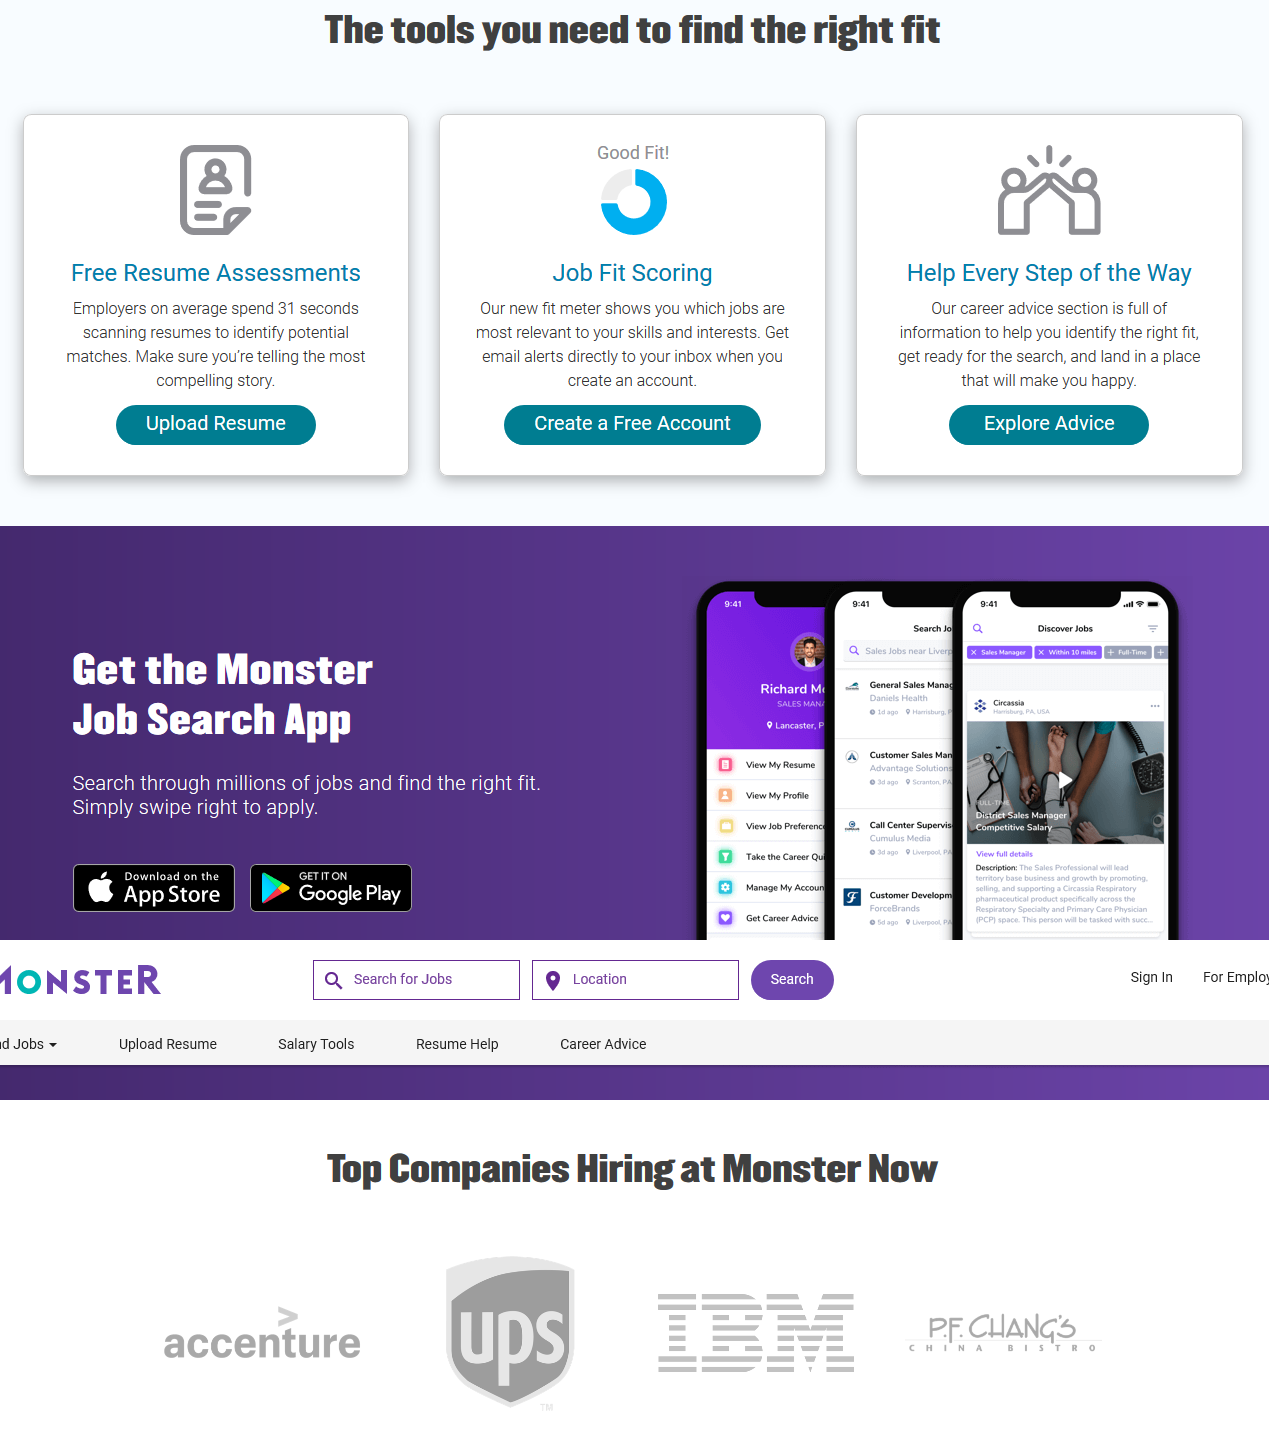 The tools you need to find the right fit
Good Fit!
Free Resume Assessments
Employers on average spend 31 seconds
scanning resumes to identify potential
matches. Make sure you're telling the most
compelling story.
Upload Resume
Job Fit Scoring
Our new fit meter shows you which jobs are
most relevant to your skills and interests. Get
email alerts directly to your inbox when you
create an account.
Create a Free Account
Help Every Step of the Way
Our career advice section is full of
information to help you identify the right fit,
get ready for the search, and land in a place
that will make you happy.
Explore Advice
Get the Monster
Job Search App
Search through millions of jobs and find the right fit.
Simply swipe right to apply.
Download on the
App Store
GET IT ON
Google Play
9:41
Richard M
SALES MANA
Lancaster, P
View My Resume
View My Profile
View Job Preferenc
Take the Career Qu
Manage My Accoun
Get Career Advice
9:41
Search Jo
Sales Jobs near Liverp
General Sales Manag
Daniels Health
1d ago Harrisburg, P
Customer Sales Man
Advantage Solutions
3d ago Scranton, PA
Call Center Supervis
Cumulus Media
3d ago Liverpool, PA
Customer Developm
ForceBrands
5d ago Liverpool, PA
9:41
Discover Jobs
Sales Manager Within 10 miles Full-Time
Circassia
Harrisburg, PA, USA
FULL-TIME
District Sales Manager
Competitive Salary
View full details
Description: The Sales Professional will lead
territory base business and growth by promoting,
selling, and supporting a Circassia Respiratory
pharmaceutical product specifically across the
Respiratory Specialty and Primary Care Physician
(PCP) space. This person will be tasked with succ...
MONSTER
Search for Jobs
Location
Search
Sign In
For Employ
d Jobs
Upload Resume
Salary Tools
Resume Help
Career Advice
Top Companies Hiring at Monster Now
accenture
ups
TM
IBM
P.F. CHANG'S
CHINA BISTRO